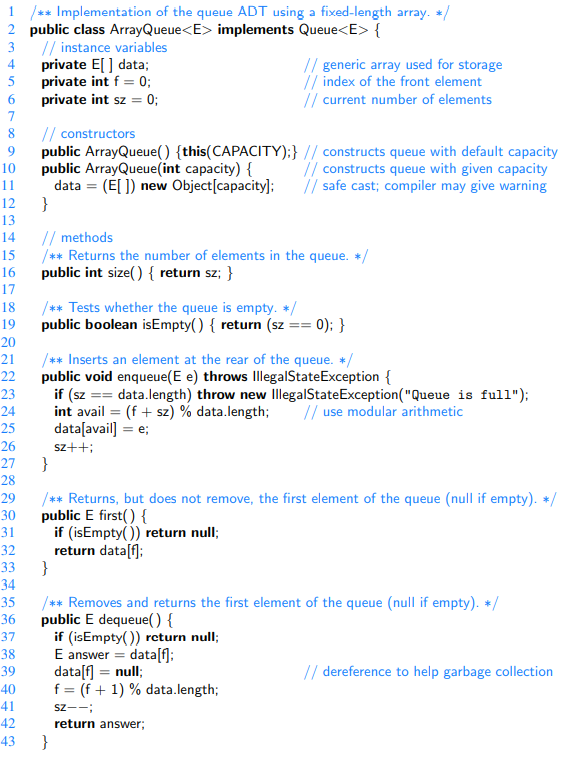 1 /** Implementation of the queue ADT using a fixed-length array. */
2 public class ArrayQueue<E> implements Queue<E> {
3 // instance variables
4 private E[ ] data; // generic array used for storage
5 private int f = 0; // index of the front element
6 private int sz = 0; // current number of elements
7
8 // constructors
9 public ArrayQueue() {this(CAPACITY);} // constructs queue with default capacity
10 public ArrayQueue(int capacity) { // constructs queue with given capacity
11 data = (E[ ]) new Object[capacity]; // safe cast; compiler may give warning
12 }
13
14 // methods
15 /** Returns the number of elements in the queue. */
16 public int size() { return sz; }
17
18 /** Tests whether the queue is empty. */
19 public boolean isEmpty() { return (sz == 0); }
20
21 /** Inserts an element at the rear of the queue. */
22 public void enqueue(E e) throws IllegalStateException {
23 if (sz == data.length) throw new IllegalStateException("Queue is full");
24 int avail = (f + sz) % data.length; // use modular arithmetic
25 data[avail] = e;
26 sz++;
27 }
28
29 /** Returns, but does not remove, the first element of the queue (null if empty). */
30 public E first() {
31 if (isEmpty()) return null;
32 return data[f];
33 }
34
35 /** Removes and returns the first element of the queue (null if empty). */
36 public E dequeue() {
37 if (isEmpty()) return null;
38 E answer = data[f];
39 data[f] = null; // dereference to help garbage collection
40 f = (f + 1) % data.length;
41 sz−−;
42 return answer;
43 }